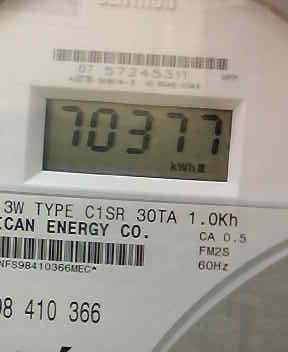 07 57245311
70377
kWh
3W TYPE C1SR 30TA 1.0Kh
ICAN ENERGY CO.
CA 0.5
FM2S
60Hz
NFS98410366MEC*
98 410 366